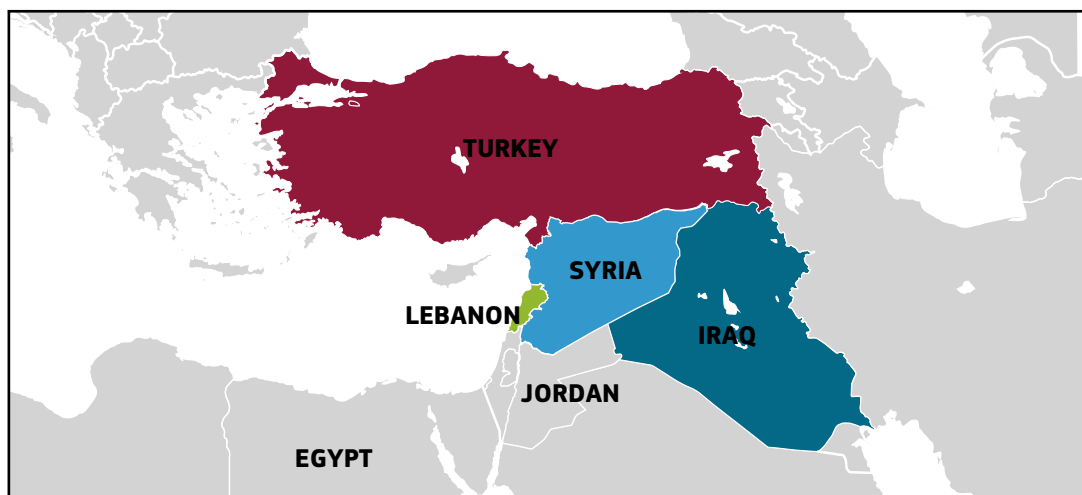 TURKEY
SYRIA
LEBANON
IRAQ
JORDAN
EGYPT